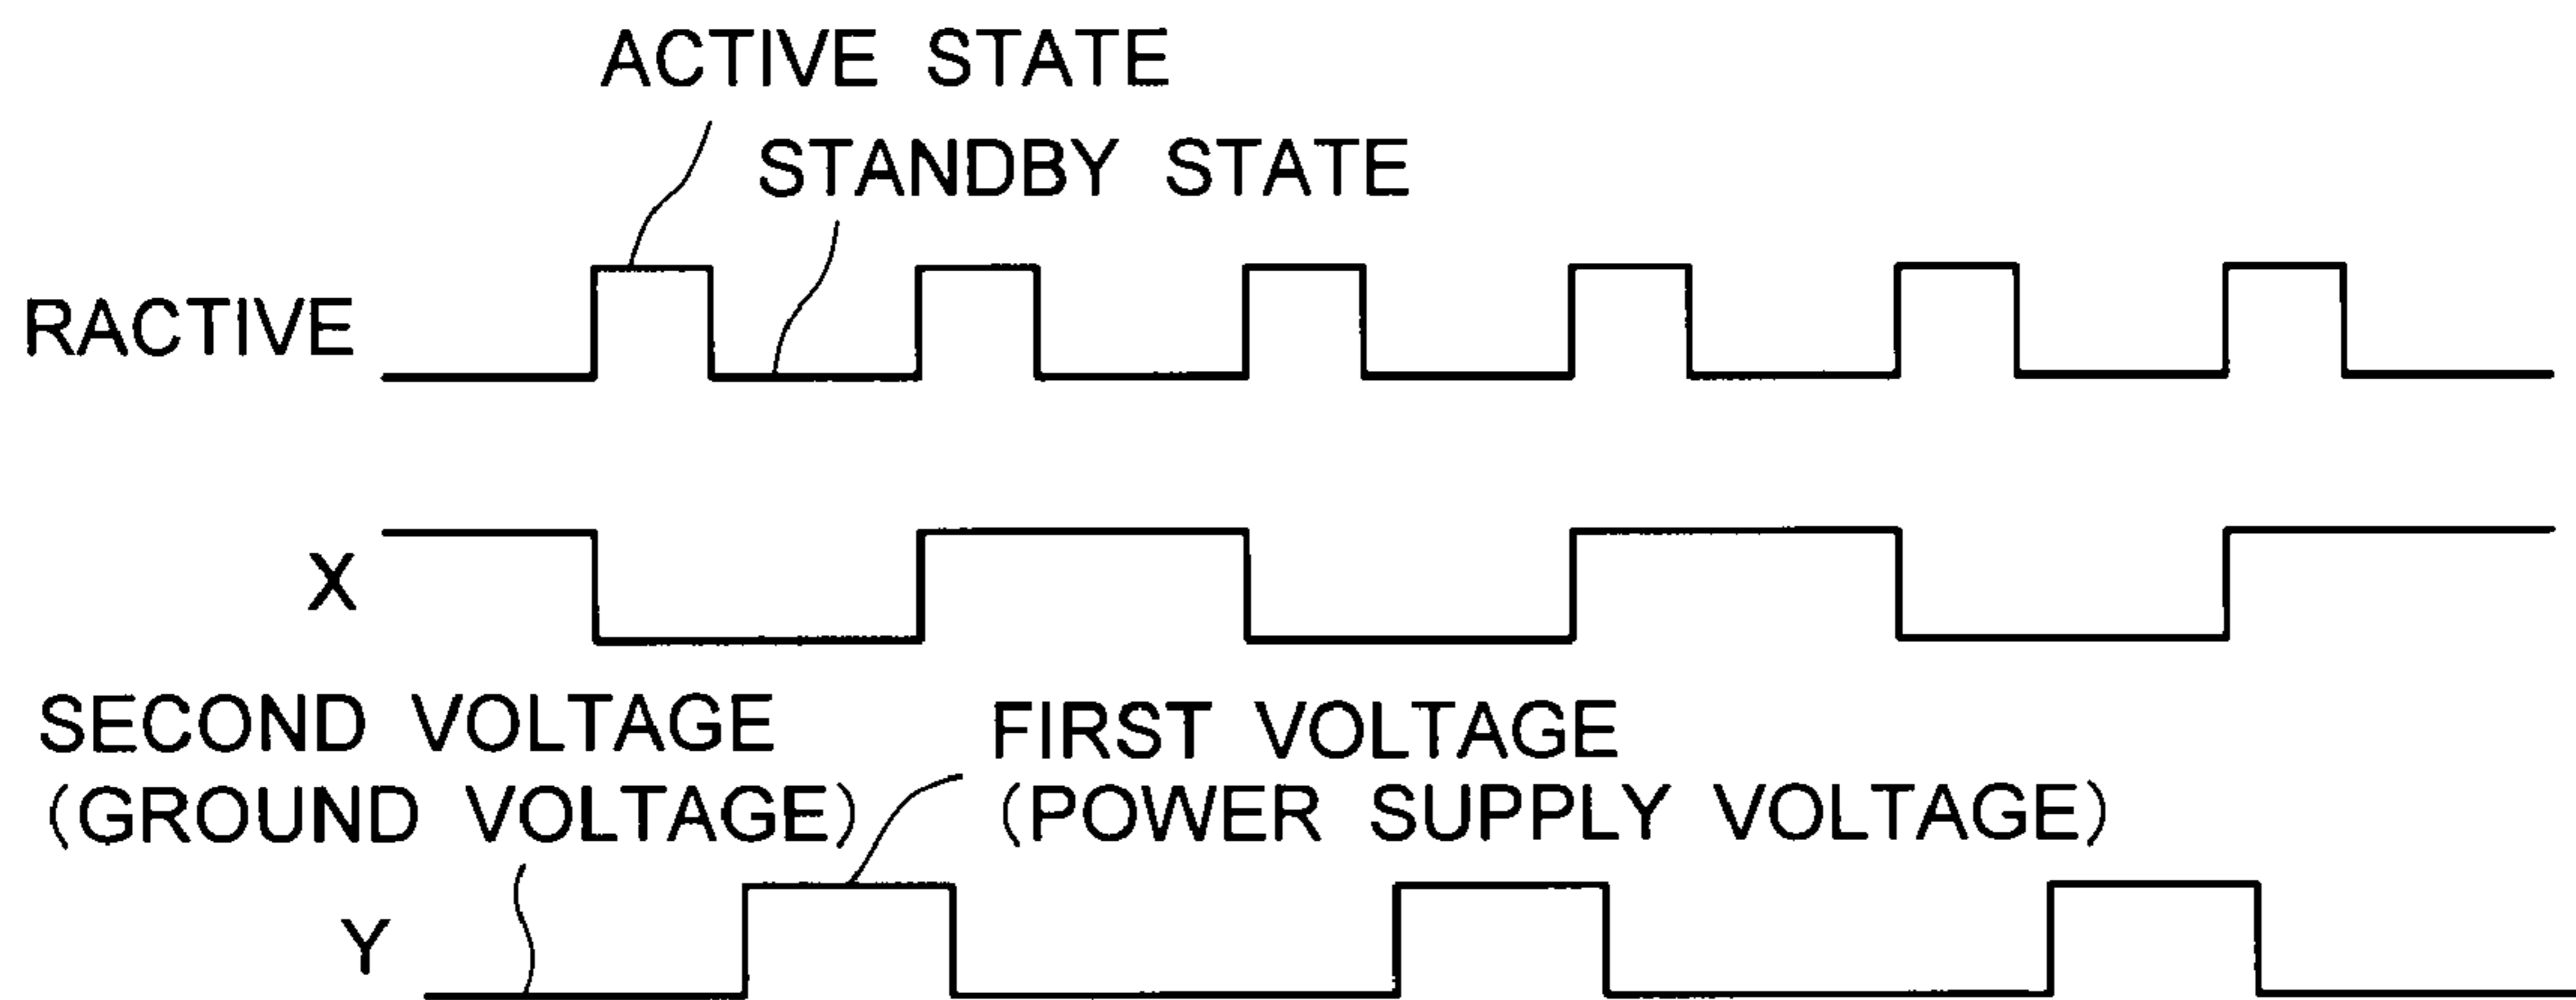 ACTIVE STATE
STANDBY STATE
RACTIVE
X
SECOND VOLTAGE
(GROUND VOLTAGE)
FIRST VOLTAGE
(POWER SUPPLY VOLTAGE)
Y